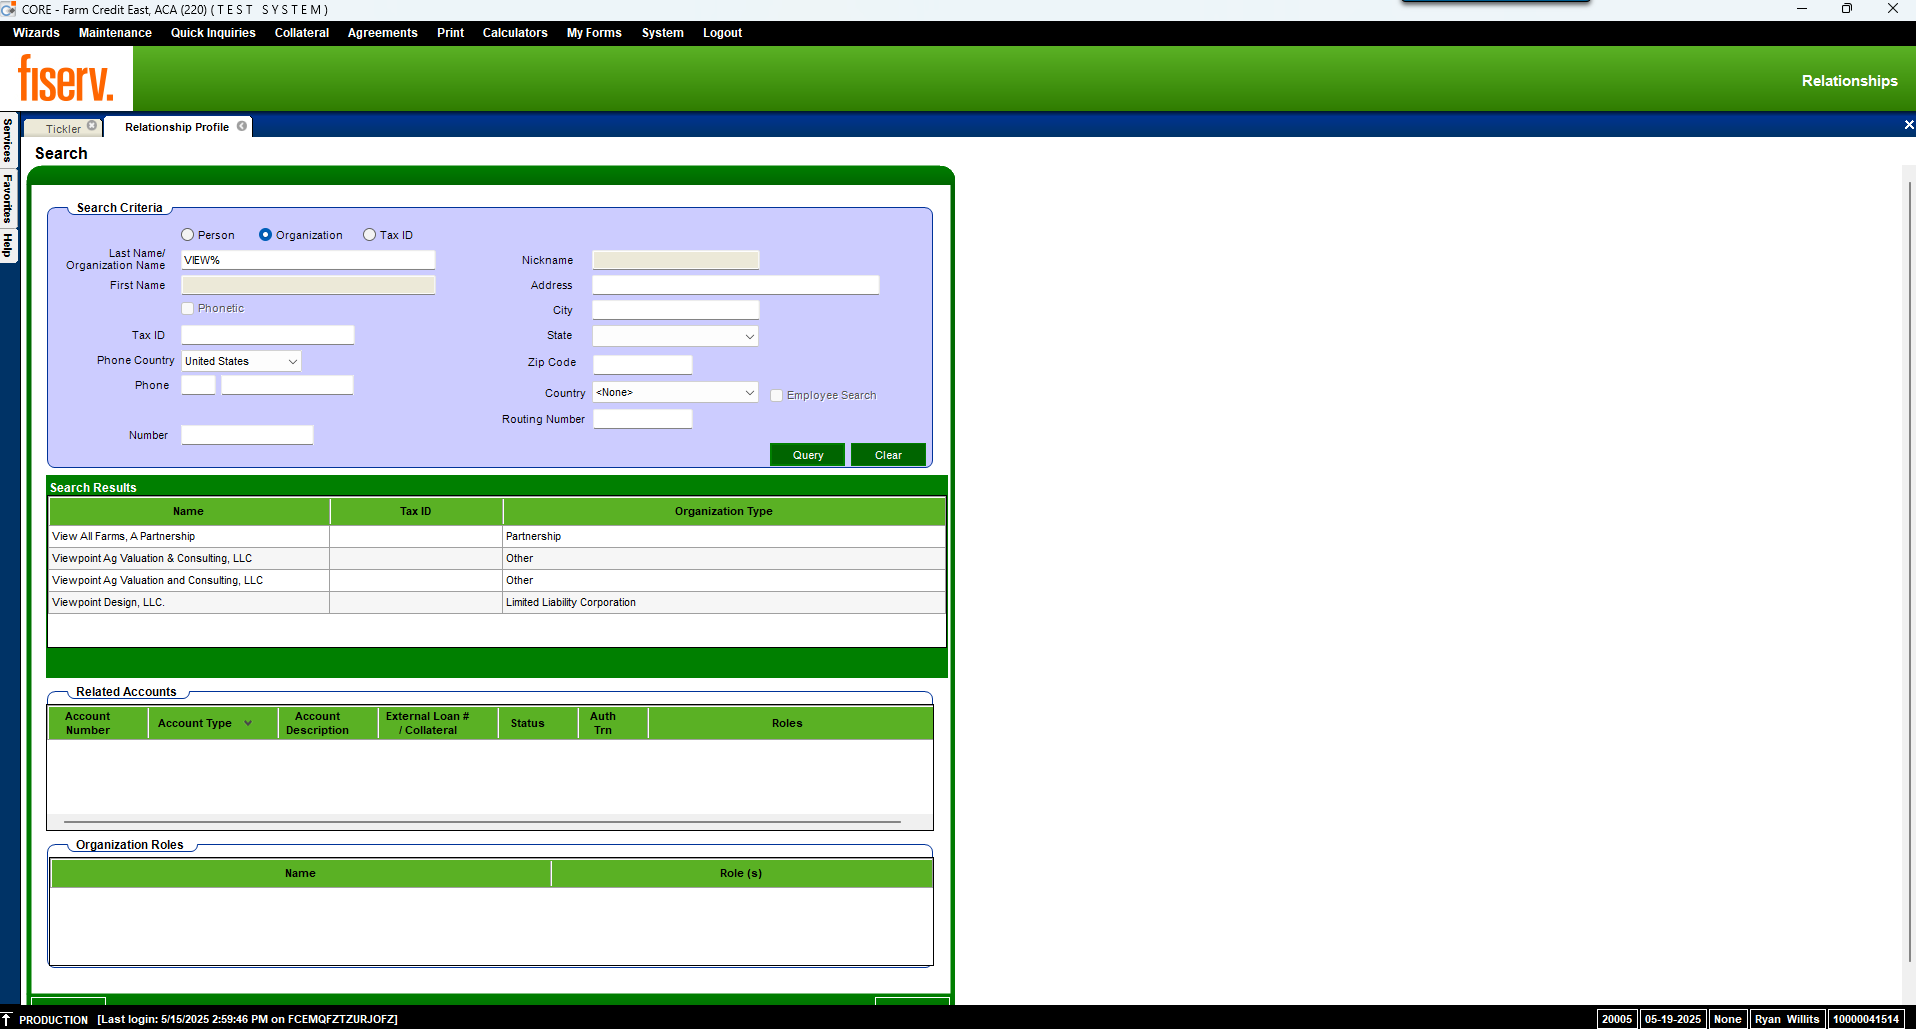 CORE - Farm Credit East, ACA (220) ( T E S T   S Y S T E M )
Wizards Maintenance Quick Inquiries Collateral Agreements Print Calculators My Forms System Logout
fiserv.
Relationships
Services
Favorites
Help
Tickler
Relationship Profile
Search
Search Criteria
Person Organization Tax ID
Last Name/
Organization Name VIEW%
First Name
Phonetic
Tax ID
Phone Country United States
Phone
Number
Nickname
Address
City
State
Zip Code
Country <None> Employee Search
Routing Number
Query Clear
Search Results
Name Tax ID Organization Type
View All Farms, A Partnership Partnership
Viewpoint Ag Valuation & Consulting, LLC Other
Viewpoint Ag Valuation and Consulting, LLC Other
Viewpoint Design, LLC. Limited Liability Corporation
Related Accounts
Account Number Account Type Account Description External Loan # / Collateral Status Auth Trn Roles
Organization Roles
Name Role (s)
PRODUCTION [Last login: 5/15/2025 2:59:46 PM on FCEMQFZTZURJOFZ]
20005 05-19-2025 None Ryan Willits 10000041514